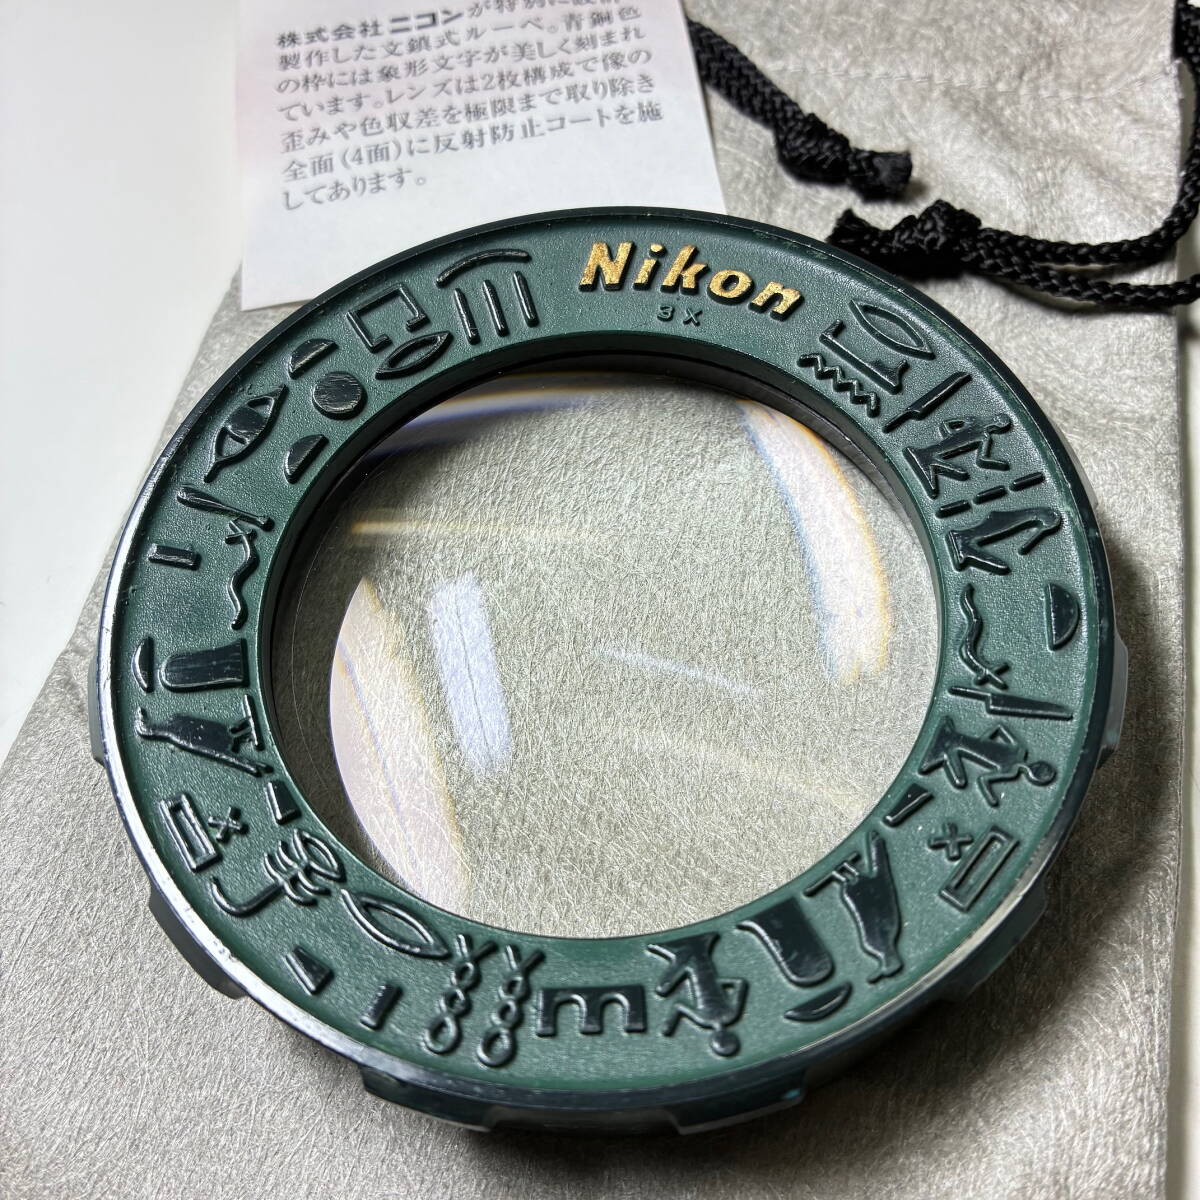 株式会社ニコンが特別に設計
製作した文鎮式ルーペ。青銅色
の枠には象形文字が美しく刻まれ
ています。レンズは2枚構成で像の
歪みや色収差を極限まで取り除き
全面(4面)に反射防止コートを施
してあります。
Nikon
3X